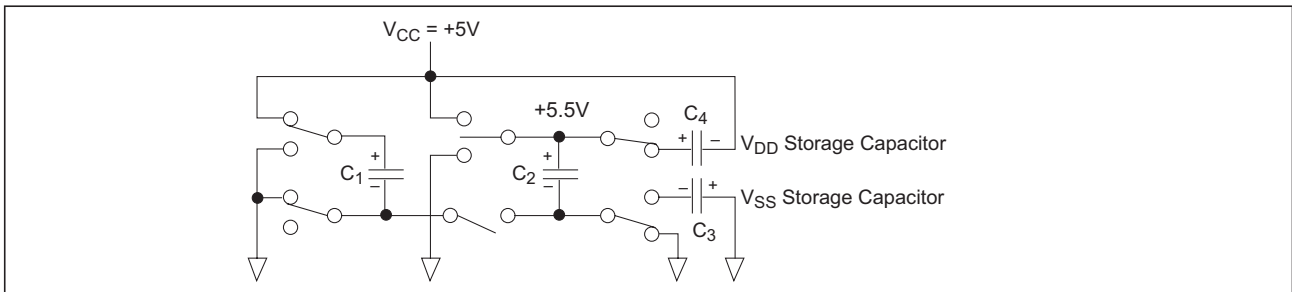 VCC = +5V
+5.5V
C4
+ –
VDD Storage Capacitor
+
C1
–
+
C2
–
– +
VSS Storage Capacitor
C3